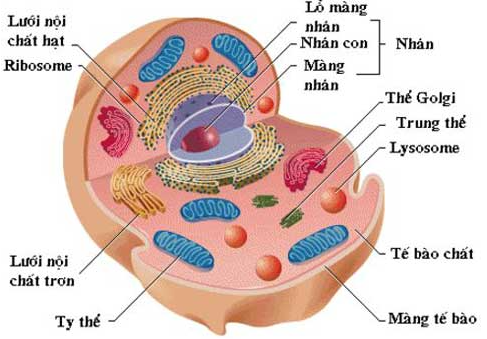 Lưới nội
chất hạt
Ribosome
Lỗ màng
nhân
Nhân con
Màng
nhân
Nhân
Thể Golgi
Trung thể
Lysosome
Tế bào chất
Màng tế bào
Lưới nội
chất trơn
Ty thể